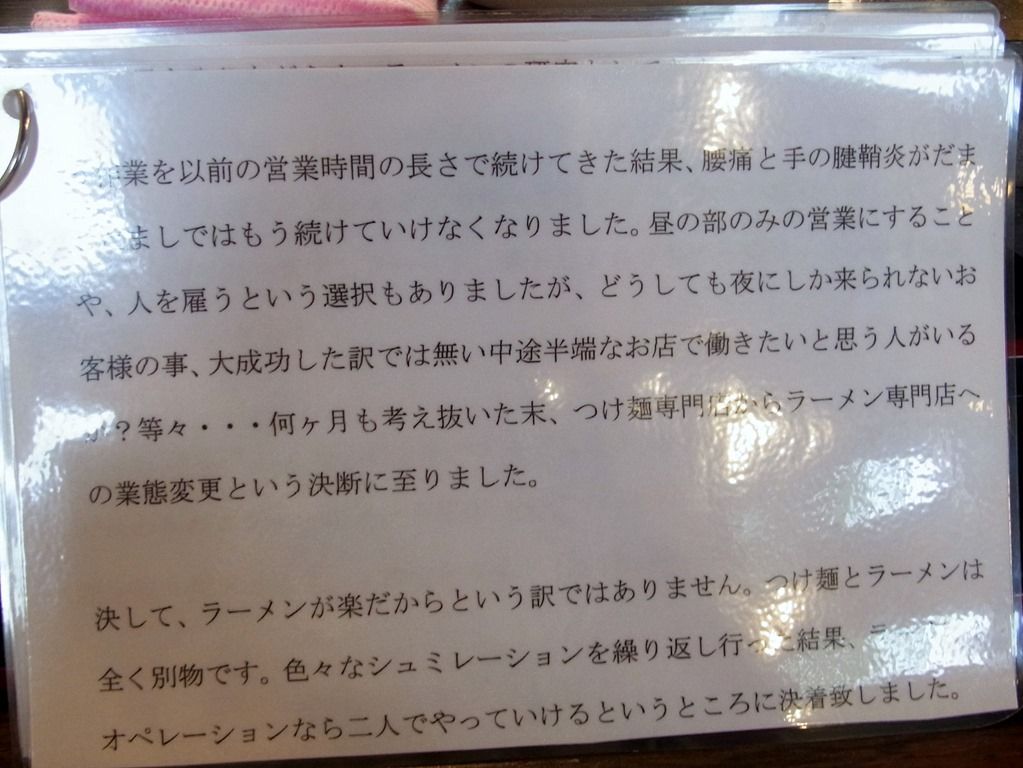 作業を以前の営業時間の長さで続けてきた結果、腰痛と手の腱鞘炎がだま
ましではもう続けていけなくなりました。昼の部のみの営業にすること
や、人を雇うという選択もありましたが、どうしても夜にしか来られないお
客様の事、大成功した訳では無い中途半端なお店で働きたいと思う人がいる
か？等々・・・何ヶ月も考え抜いた末、つけ麺専門店からラーメン専門店へ
の業態変更という決断に至りました。
決して、ラーメンが楽だからという訳ではありません。つけ麺とラーメンは
全く別物です。色々なシュミレーションを繰り返し行った結果、
オペレーションなら二人でやっていけるというところに決着致しました。